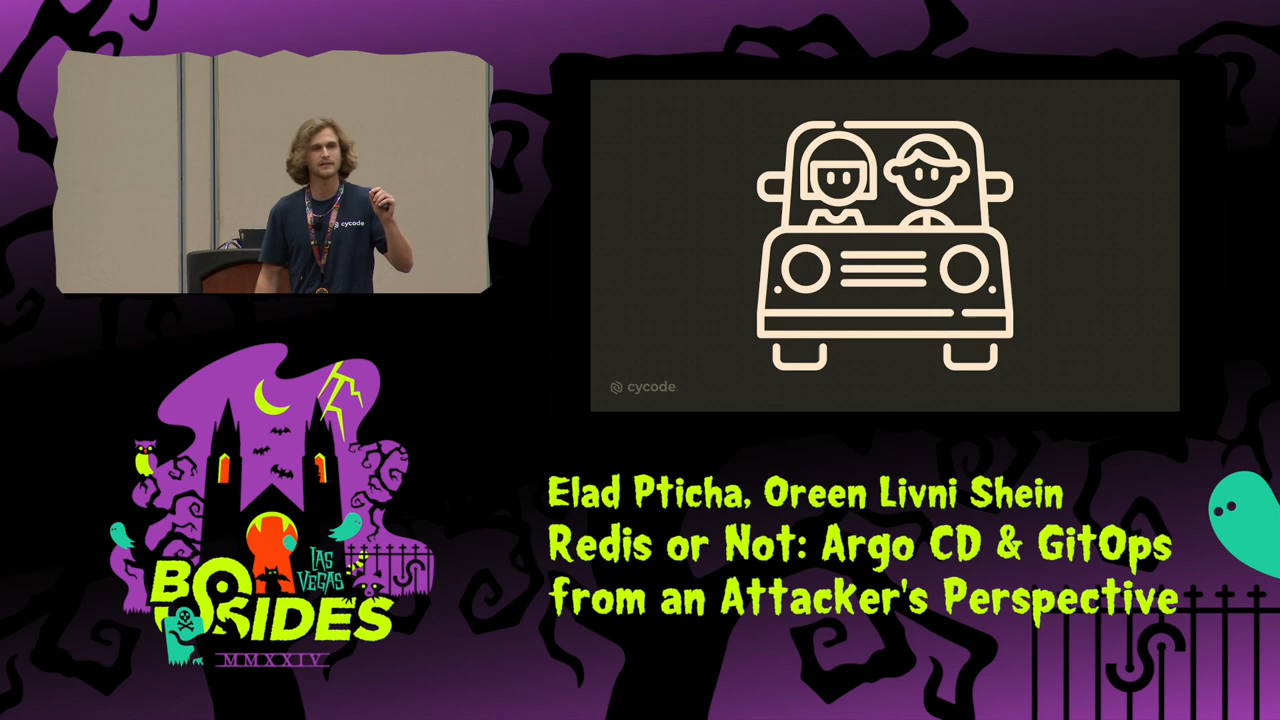 cycode
cycode
LAS
VEGAS
BSIDES
MMXXIV
Elad Pticha, Oreen Livni Shein
Redis or Not: Argo CD & GitOps
from an Attacker's Perspective